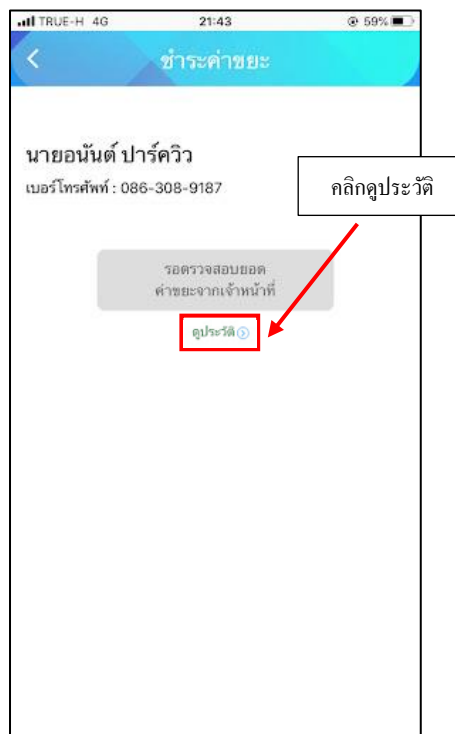 TRUE-H 4G 21:43 59%
ชำระค่าขยะ
นายอนันต์ ปาร์ควิว
เบอร์โทรศัพท์ : 086-308-9187
คลิกดูประวัติ
รอตรวจสอบยอด
ค่าขยะจากเจ้าหน้าที่
ดูประวัติ